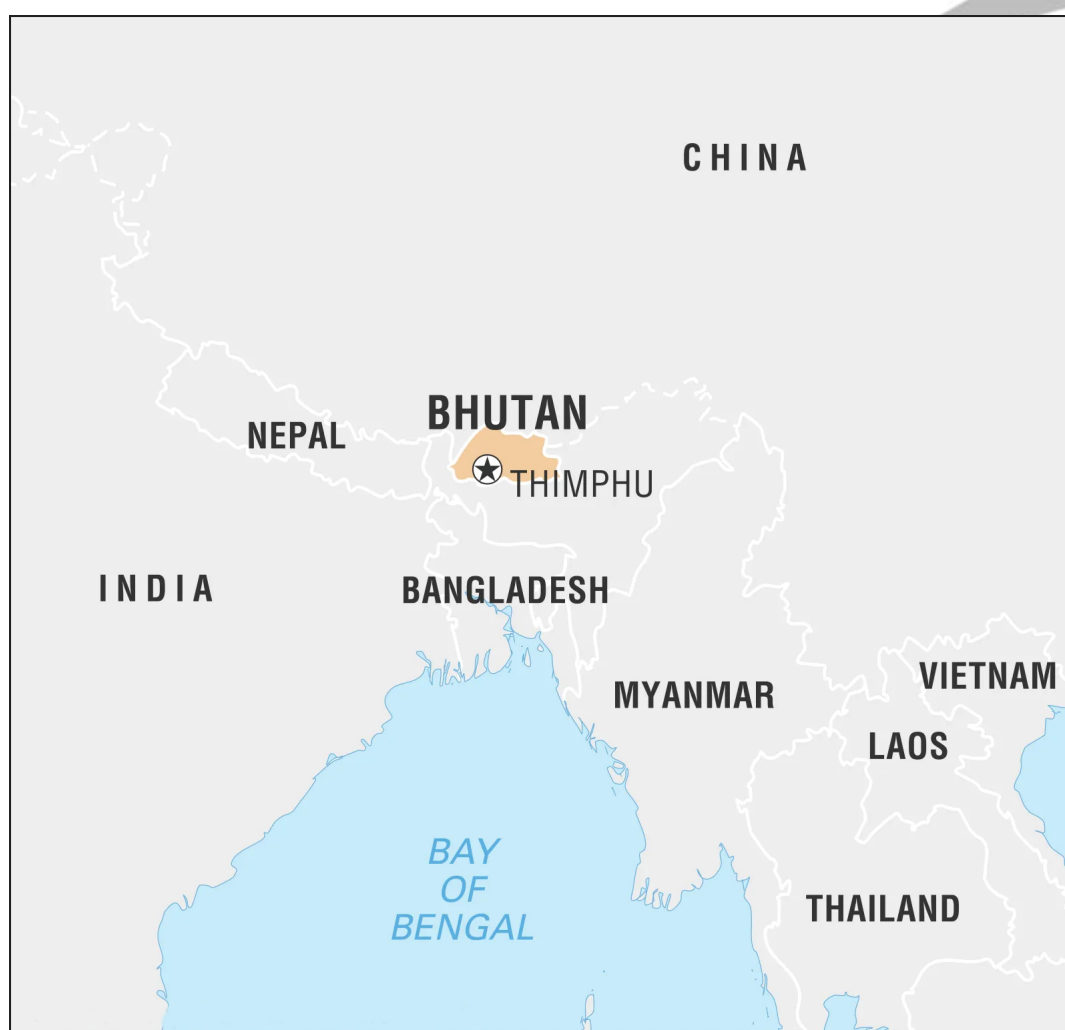 CHINA
BHUTAN
NEPAL
THIMPHU
INDIA
BANGLADESH
VIETNAM
MYANMAR
LAOS
BAY
OF
BENGAL
THAILAND